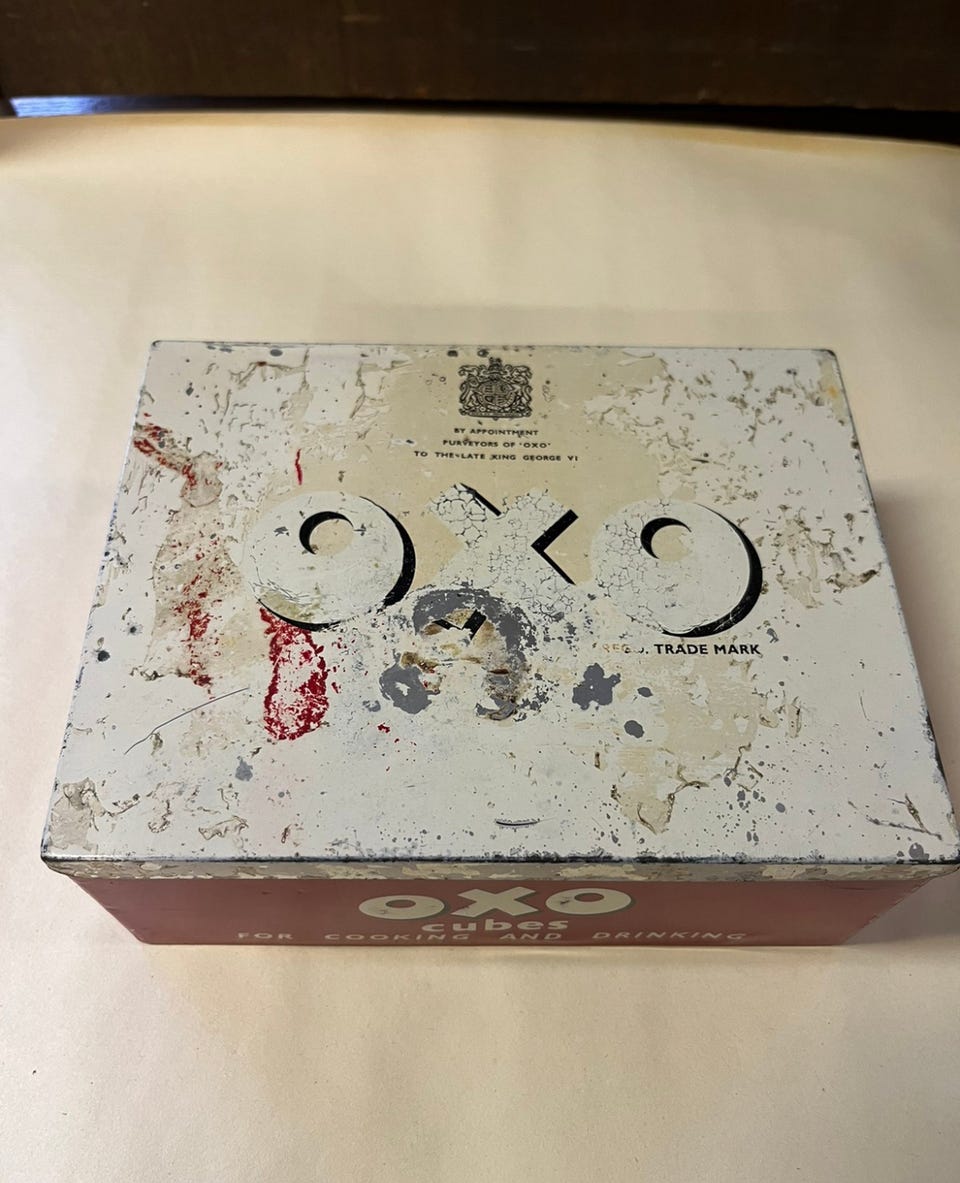 BY APPOINTMENT
PURVEYORS OF 'OXO'
TO THE LATE KING GEORGE VI
OXO
REGD. TRADE MARK
OXO
cubes
FOR COOKING AND DRINKING